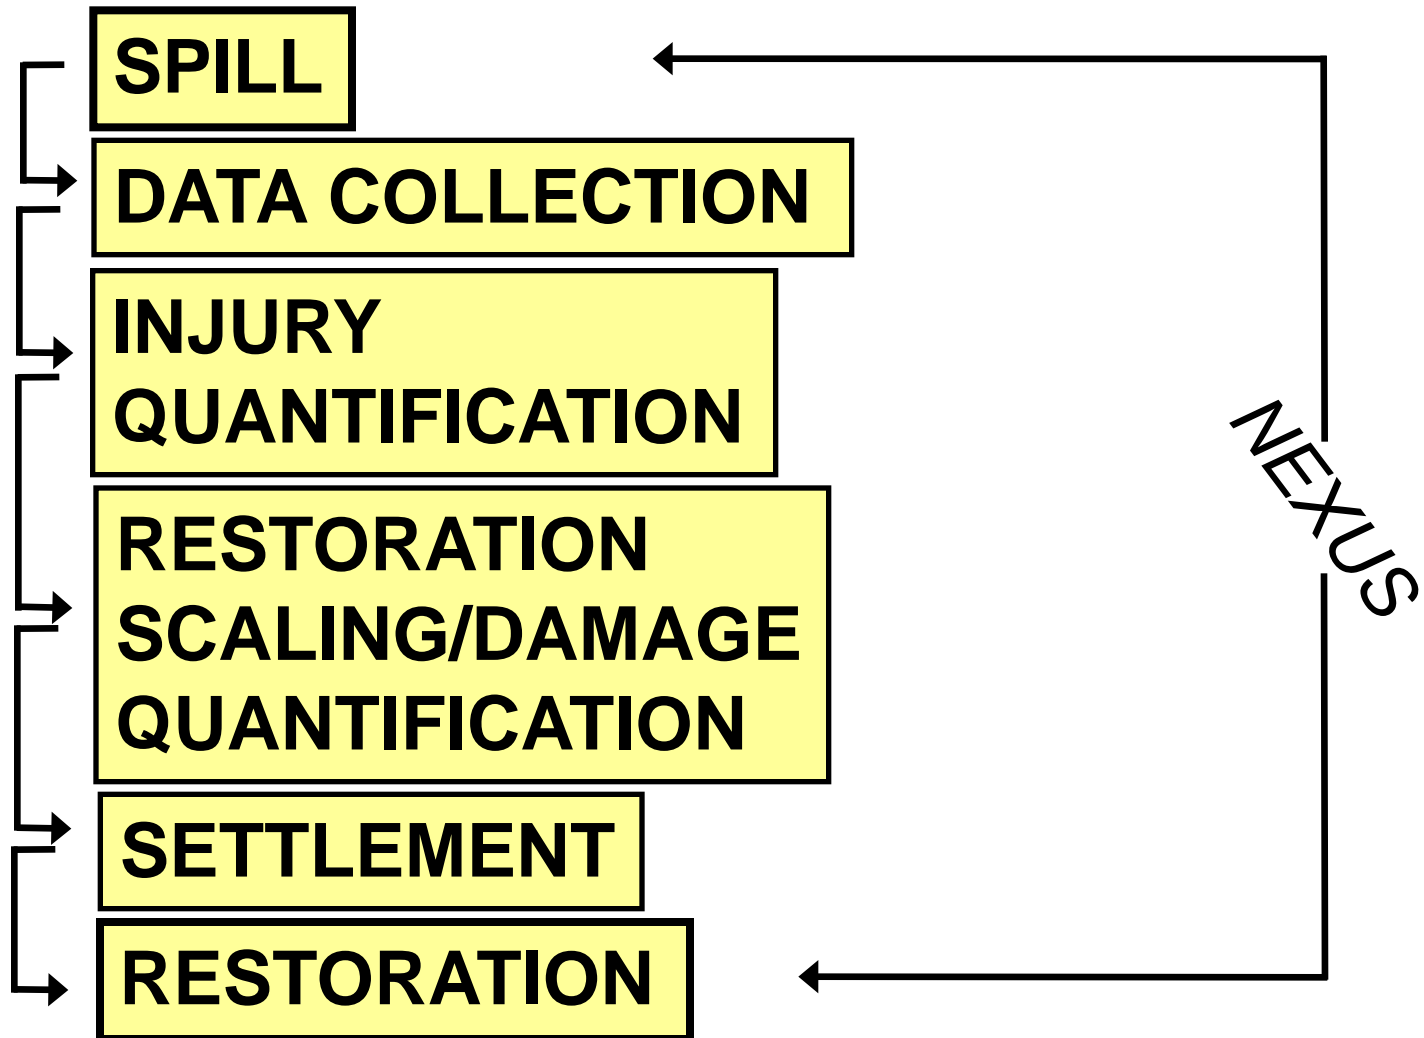 SPILL
DATA COLLECTION
INJURY
QUANTIFICATION
RESTORATION
SCALING/DAMAGE
QUANTIFICATION
SETTLEMENT
RESTORATION
NEXUS